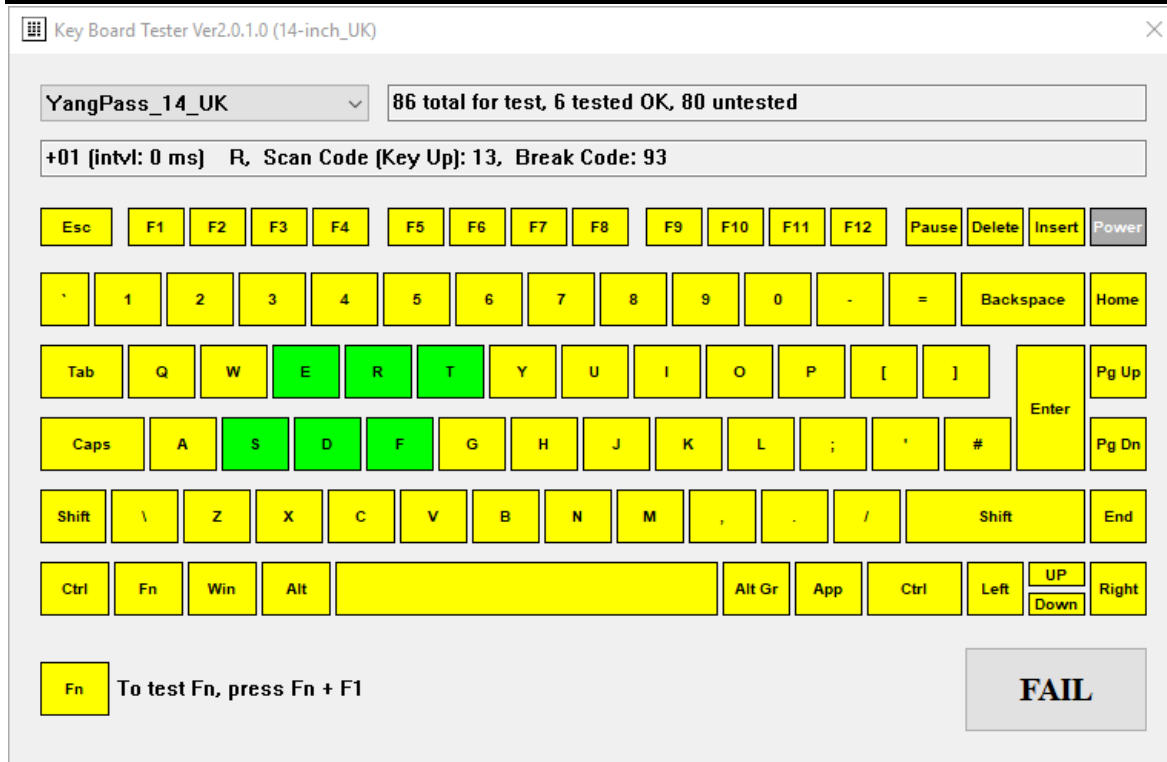 Key Board Tester Ver2.0.1.0 (14-inch_UK)
YangPass_14_UK 86 total for test, 6 tested OK, 80 untested
+01 (intvl: 0 ms) R, Scan Code (Key Up): 13, Break Code: 93
Esc F1 F2 F3 F4 F5 F6 F7 F8 F9 F10 F11 F12 Pause Delete Insert Power
` 1 2 3 4 5 6 7 8 9 0 - = Backspace Home
Tab Q W E R T Y U I O P [ ] Enter Pg Up
Caps A S D F G H J K L ; ' # Pg Dn
Shift \ Z X C V B N M , . / Shift End
Ctrl Fn Win Alt Alt Gr App Ctrl Left UP Down Right
Fn To test Fn, press Fn + F1 FAIL